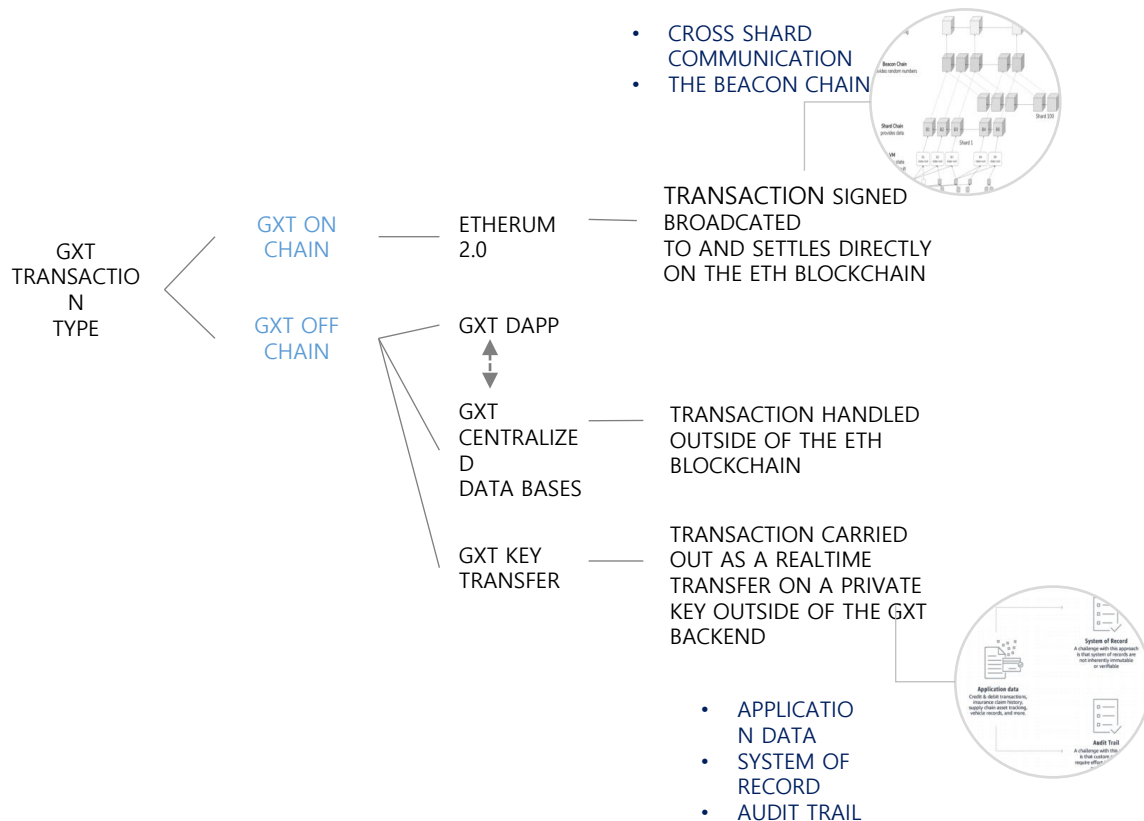 • CROSS SHARD
COMMUNICATION
• THE BEACON CHAIN
Beacon Chain
random numbers
Shard 100
Shard Chain
provides data
Shard 1
VM
state
TRANSACTION SIGNED
BROADCATED
TO AND SETTLES DIRECTLY
ON THE ETH BLOCKCHAIN
ETHERUM
2.0
GXT ON
CHAIN
GXT
TRANSACTIO
N
TYPE
GXT OFF
CHAIN
GXT DAPP
GXT
CENTRALIZE
D
DATA BASES
TRANSACTION HANDLED
OUTSIDE OF THE ETH
BLOCKCHAIN
GXT KEY
TRANSFER
TRANSACTION CARRIED
OUT AS A REALTIME
TRANSFER ON A PRIVATE
KEY OUTSIDE OF THE GXT
BACKEND
System of Record
A challenge with this approach
is that system of records are
not inherently immutable
or verifiable
Application data
Credit & debit transactions,
insurance claim history,
supply chain asset tracking,
vehicle records, and more.
Audit Trail
A challenge with this
is that custom
require
• APPLICATIO
N DATA
• SYSTEM OF
RECORD
• AUDIT TRAIL